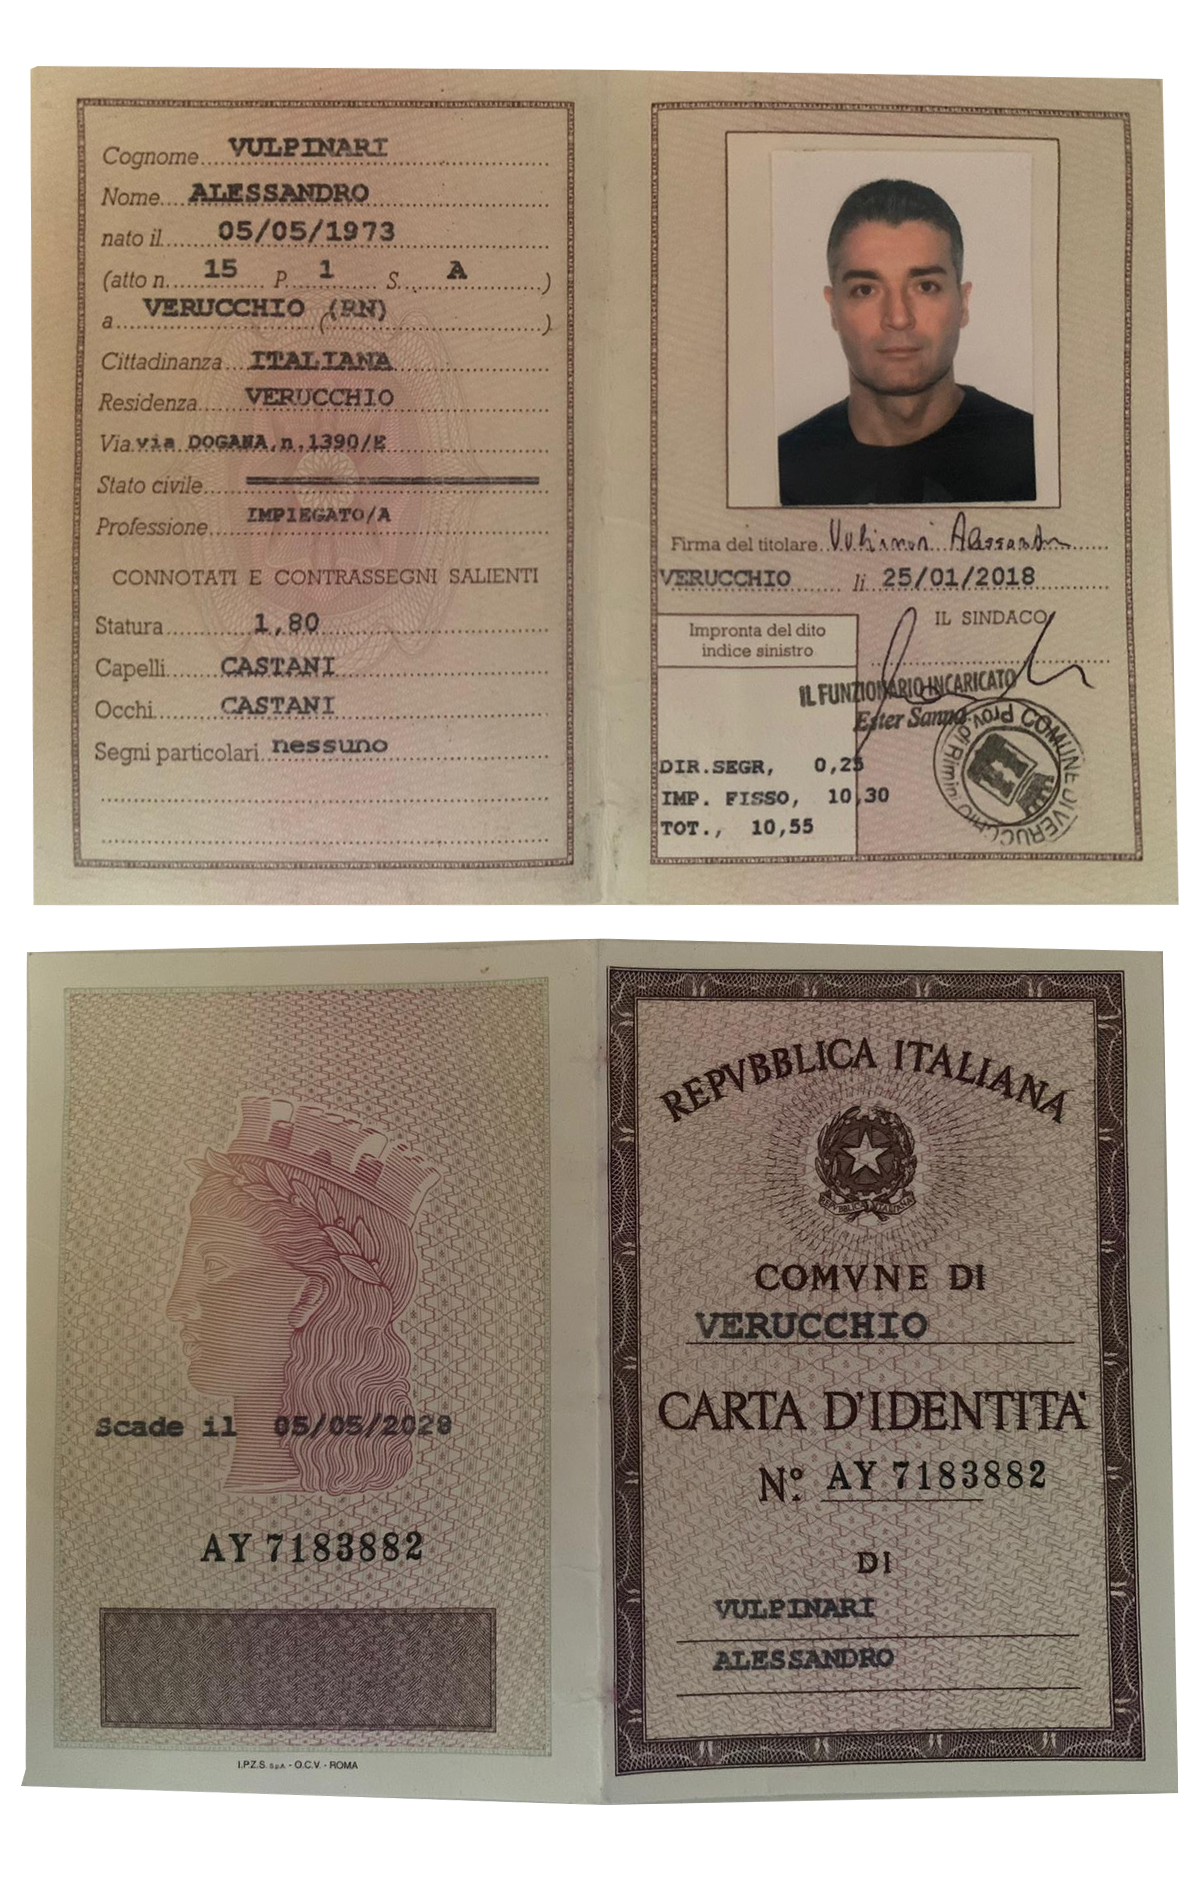 Cognome VULPINARI
Nome ALESSANDRO
nato il 05/05/1973
(atto n. 15 P. 1 S. A )
a VERUCCHIO (RN) ( )
Cittadinanza ITALIANA
Residenza VERUCCHIO
Via via DOGANA,n.1390/E
Stato civile
Professione IMPIEGATO/A
CONNOTATI E CONTRASSEGNI SALIENTI
Statura 1,80
Capelli CASTANI
Occhi CASTANI
Segni particolari nessuno
Firma del titolare Vulpinari Alessandro
VERUCCHIO li 25/01/2018
IL SINDACO
Impronta del dito
indice sinistro
IL FUNZIONARIO INCARICATO
Ester Sanna
COMUNE DI VERUCCHIO Prov. di Rimini
DIR.SEGR, 0,25
IMP. FISSO, 10,30
TOT., 10,55
Scade il 05/05/2028
AY 7183882
I.P.Z.S. S.p.A. - O.C.V. - ROMA
REPVBBLICA ITALIANA
REPVBBLICA ITALIANA
COMVNE DI
VERUCCHIO
CARTA D'IDENTITA'
Nº. AY 7183882
DI
VULPINARI
ALESSANDRO